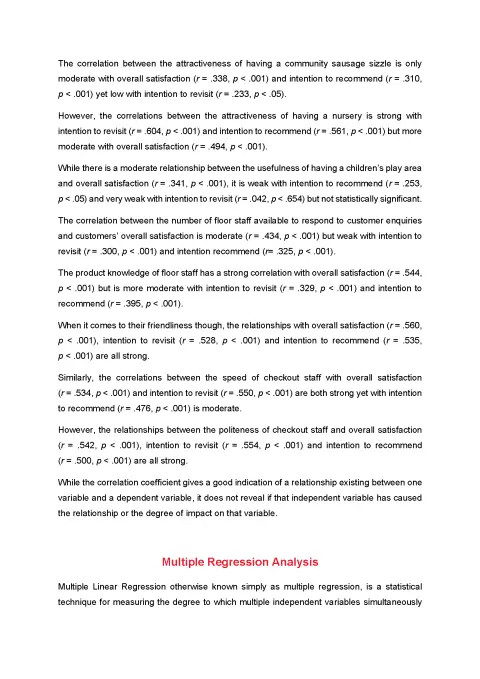 The correlation between the attractiveness of having a community sausage sizzle is only
moderate with overall satisfaction (r = .338, p < .001) and intention to recommend (r = .310,
p < .001) yet low with intention to revisit (r = .233, p < .05).
However, the correlations between the attractiveness of having a nursery is strong with
intention to revisit (r = .604, p < .001) and intention to recommend (r = .561, p < .001) but more
moderate with overall satisfaction (r = .494, p < .001).
While there is a moderate relationship between the usefulness of having a children's play area
and overall satisfaction (r = .341, p < .001), it is weak with intention to recommend (r = .253,
p < .05) and very weak with intention to revisit (r = .042, p < .654) but not statistically significant.
The correlation between the number of floor staff available to respond to customer enquiries
and customers' overall satisfaction is moderate (r = .434, p < .001) but weak with intention to
revisit (r = .300, p < .001) and intention recommend (r= .325, p < .001).
The product knowledge of floor staff has a strong correlation with overall satisfaction (r = .544,
p < .001) but is more moderate with intention to revisit (r = .329, p < .001) and intention to
recommend (r = .395, p < .001).
When it comes to their friendliness though, the relationships with overall satisfaction (r = .560,
p < .001), intention to revisit (r = .528, p < .001) and intention to recommend (r = .535,
p < .001) are all strong.
Similarly, the correlations between the speed of checkout staff with overall satisfaction
(r = .534, p < .001) and intention to revisit (r = .550, p < .001) are both strong yet with intention
to recommend (r = .476, p < .001) is moderate.
However, the relationships between the politeness of checkout staff and overall satisfaction
(r = .542, p < .001), intention to revisit (r = .554, p < .001) and intention to recommend
(r = .500, p < .001) are all strong.
While the correlation coefficient gives a good indication of a relationship existing between one
variable and a dependent variable, it does not reveal if that independent variable has caused
the relationship or the degree of impact on that variable.
Multiple Regression Analysis
Multiple Linear Regression otherwise known simply as multiple regression, is a statistical
technique for measuring the degree to which multiple independent variables simultaneously